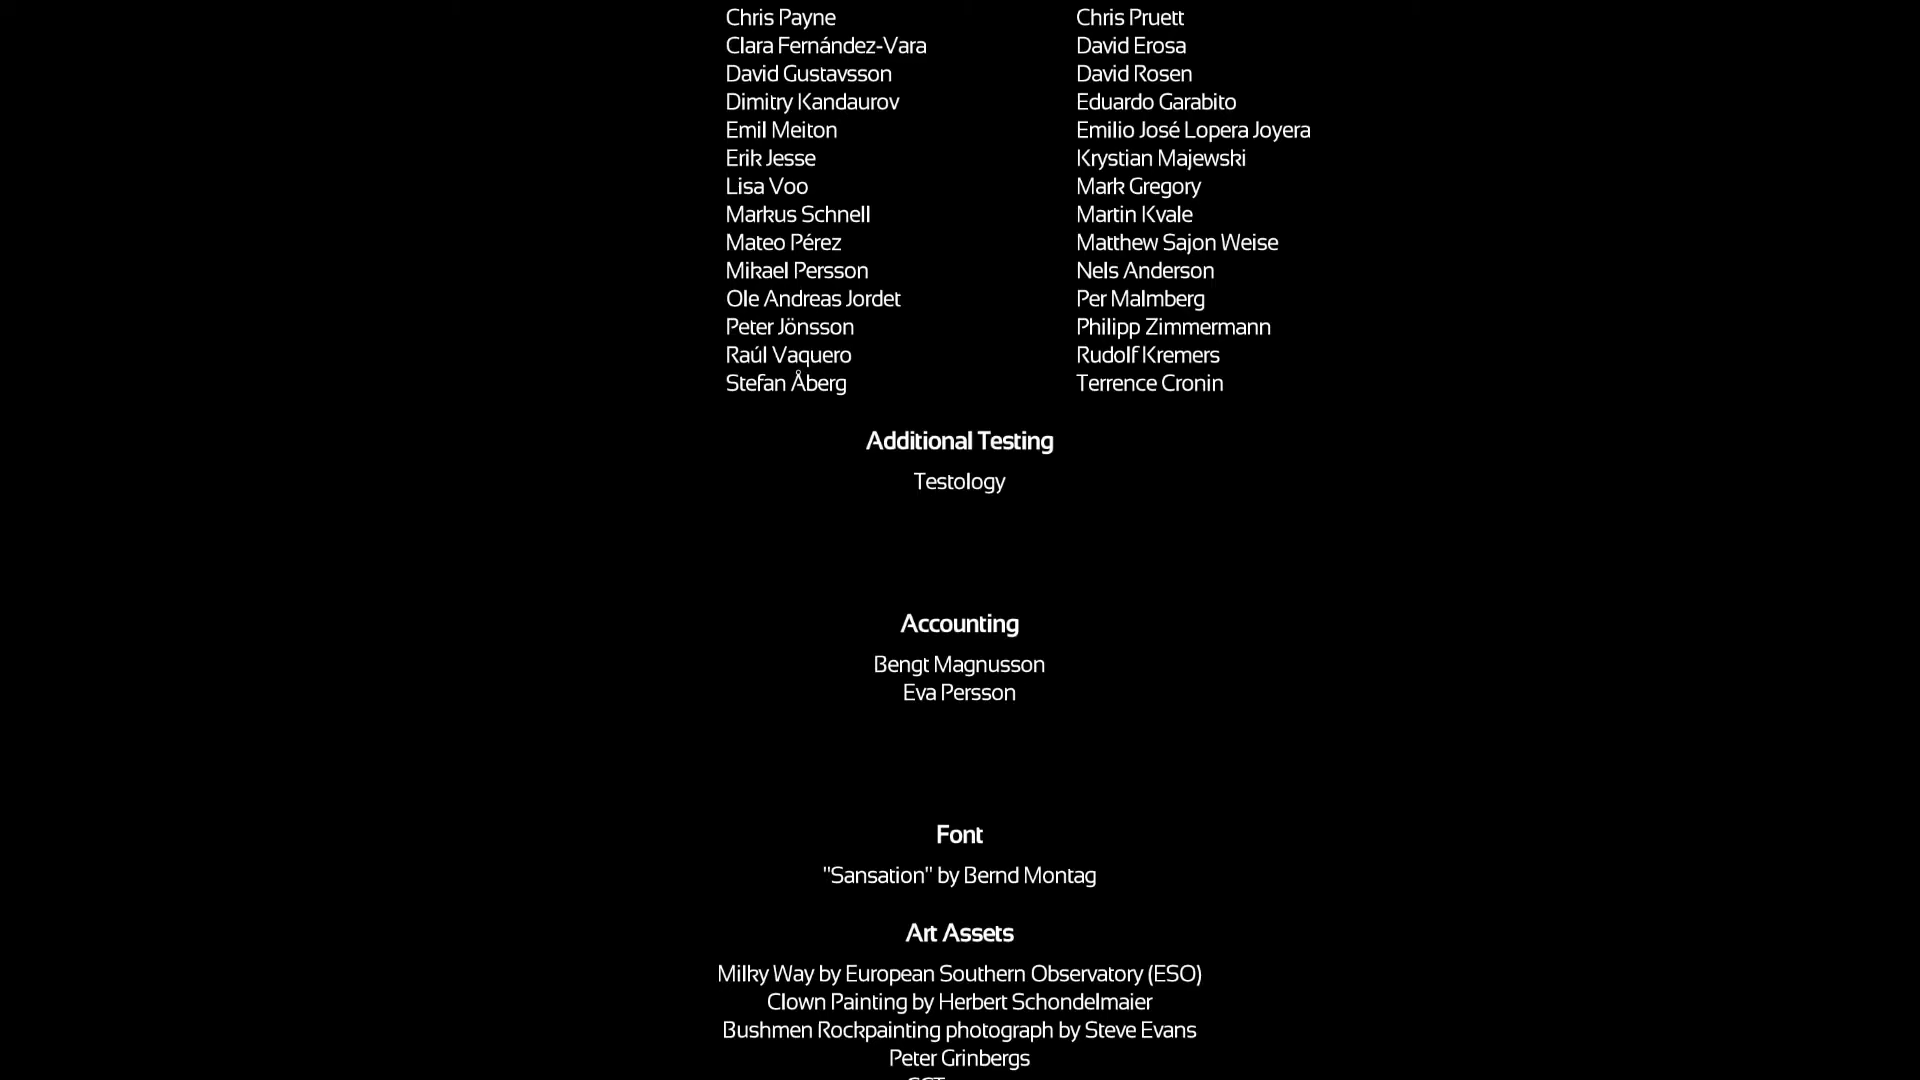 Chris Payne
Chris Pruett
Clara Fernández-Vara
David Erosa
David Gustavsson
David Rosen
Dimitry Kandaurov
Eduardo Garabito
Emil Meiton
Emilio José Lopera Joyera
Erik Jesse
Krystian Majewski
Lisa Voo
Mark Gregory
Markus Schnell
Martin Kvale
Mateo Pérez
Matthew Sajon Weise
Mikael Persson
Nels Anderson
Ole Andreas Jordet
Per Malmberg
Peter Jönsson
Philipp Zimmermann
Raúl Vaquero
Rudolf Kremers
Stefan Åberg
Terrence Cronin
Additional Testing
Testology
Accounting
Bengt Magnusson
Eva Persson
Font
"Sansation" by Bernd Montag
Art Assets
Milky Way by European Southern Observatory (ESO)
Clown Painting by Herbert Schondelmaier
Bushmen Rockpainting photograph by Steve Evans
Peter Grinbergs